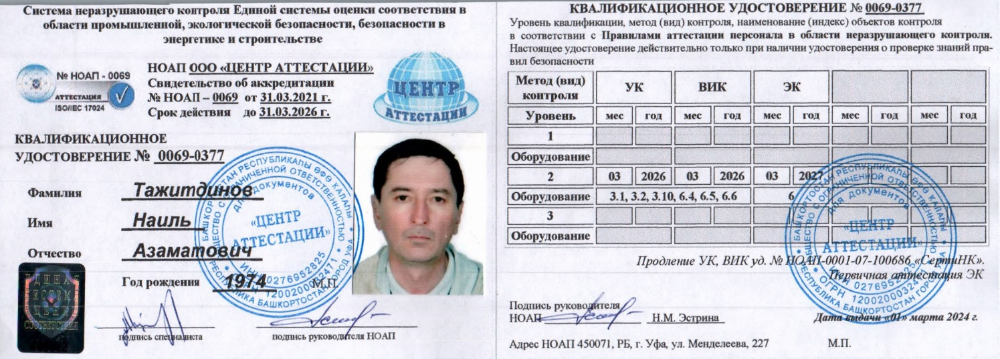 Система неразрушающего контроля Единой системы оценки соответствия в
области промышленной, экологической безопасности, безопасности в
энергетике и строительстве
№ НОАП - 0069
АТТЕСТАЦИЯ
ISO/IEC 17024
НОАП ООО «ЦЕНТР АТТЕСТАЦИИ»
Свидетельство об аккредитации
№ НОАП – 0069 от 31.03.2021 г.
Срок действия до 31.03.2026 г.
ЦЕНТР
АТТЕСТАЦИИ
КВАЛИФИКАЦИОННОЕ
УДОСТОВЕРЕНИЕ № 0069-0377
Фамилия Тажитдинов
Имя Наиль
Отчество Азаматович
Год рождения 1974 М.П.
для документов
«ЦЕНТР
АТТЕСТАЦИИ»
ИНН 0276952825
ЕДИНАЯ
СИСТЕМА
ОЦЕНКИ
СООТВЕТСТВИЯ
подпись специалиста
подпись руководителя НОАП
КВАЛИФИКАЦИОННОЕ УДОСТОВЕРЕНИЕ № 0069-0377
Уровень квалификации, метод (вид) контроля, наименование (индекс) объектов контроля
в соответствии с Правилами аттестации персонала в области неразрушающего контроля.
Настоящее удостоверение действительно только при наличии удостоверения о проверке знаний пра-
вил безопасности
Метод (вид)
контроля УК ВИК ЭК
Уровень мес год мес год мес год мес год мес год
1
Оборудование
2 03 2026 03 2026 03 2027
Оборудование 3.1, 3.2, 3.10, 6.4, 6.5, 6.6 6
3
Оборудование
Продление УК, ВИК уд. № НОАП-0001-07-100686 «СертиНК».
Первичная аттестация ЭК
для документов
«ЦЕНТР
АТТЕСТАЦИИ»
Подпись руководителя
НОАП Н.М. Эстрина
Дата выдачи «01» марта 2024 г.
Адрес НОАП 450071, РБ, г. Уфа, ул. Менделеева, 227 М.П.